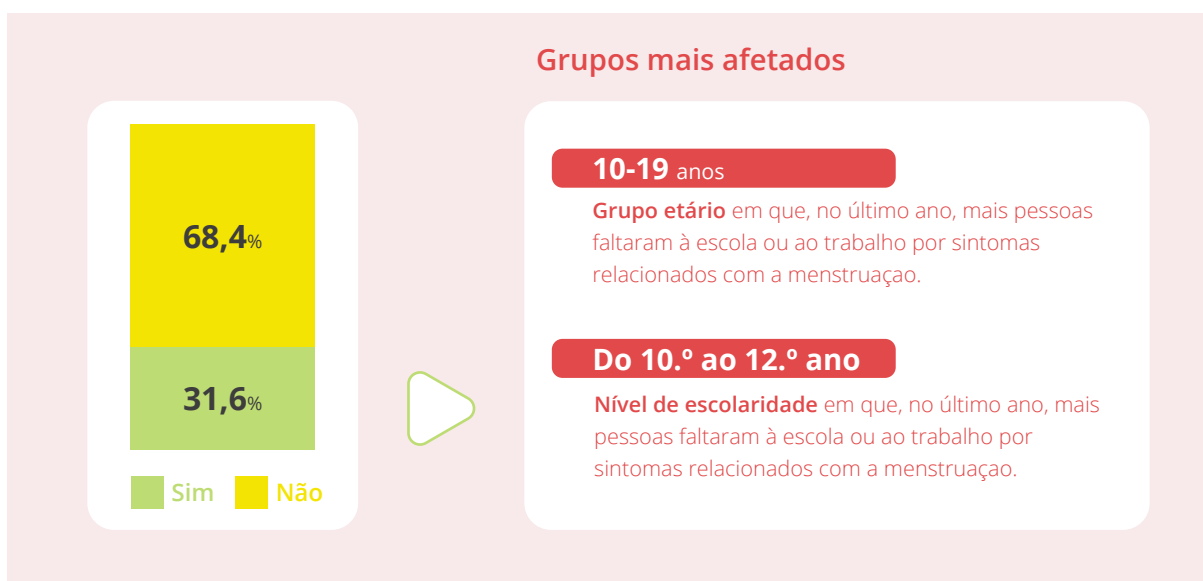 Grupos mais afetados
68,4%
31,6%
Sim Não
10-19 anos
Grupo etário em que, no último ano, mais pessoas
faltaram à escola ou ao trabalho por sintomas
relacionados com a menstruaçao.
Do 10.º ao 12.º ano
Nível de escolaridade em que, no último ano, mais
pessoas faltaram à escola ou ao trabalho por
sintomas relacionados com a menstruaçao.